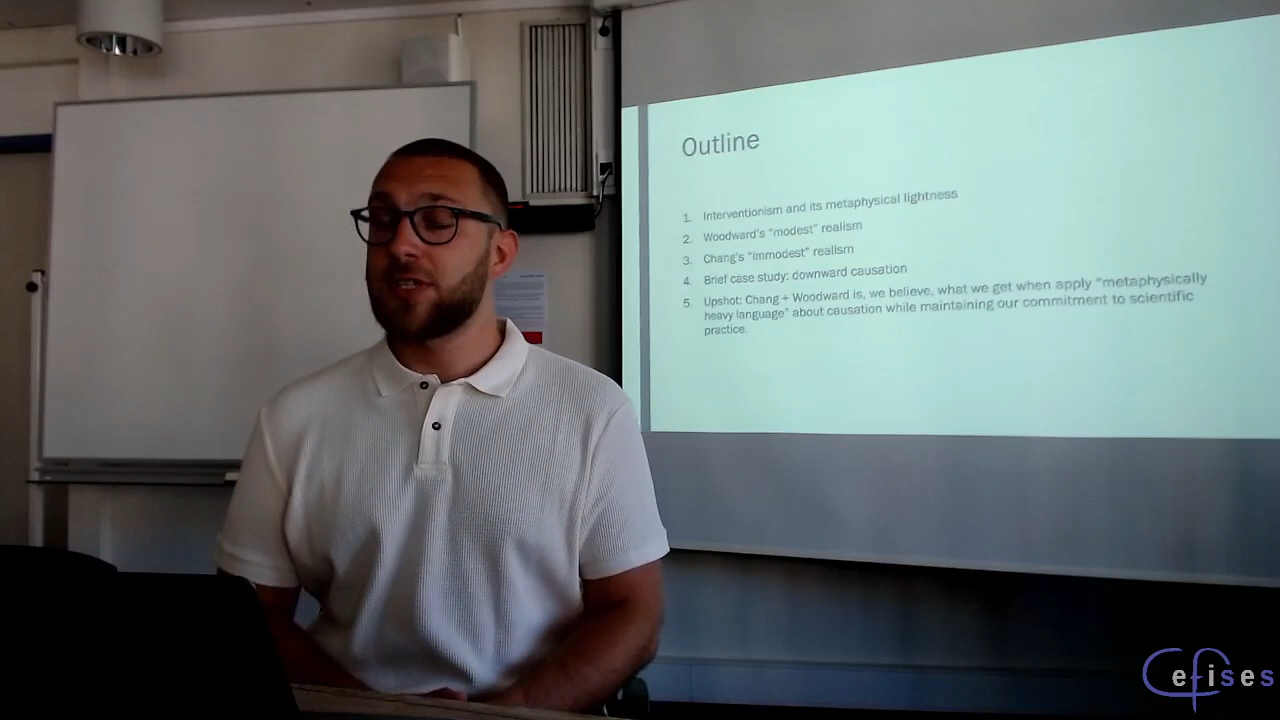 Outline
1. Interventionism and its metaphysical lightness
2. Woodward's "modest" realism
3. Chang's "immodest" realism
4. Brief case study: downward causation
5. Upshot: Chang + Woodward is, we believe, what we get when apply "metaphysically
heavy language" about causation while maintaining our commitment to scientific
practice.
efises